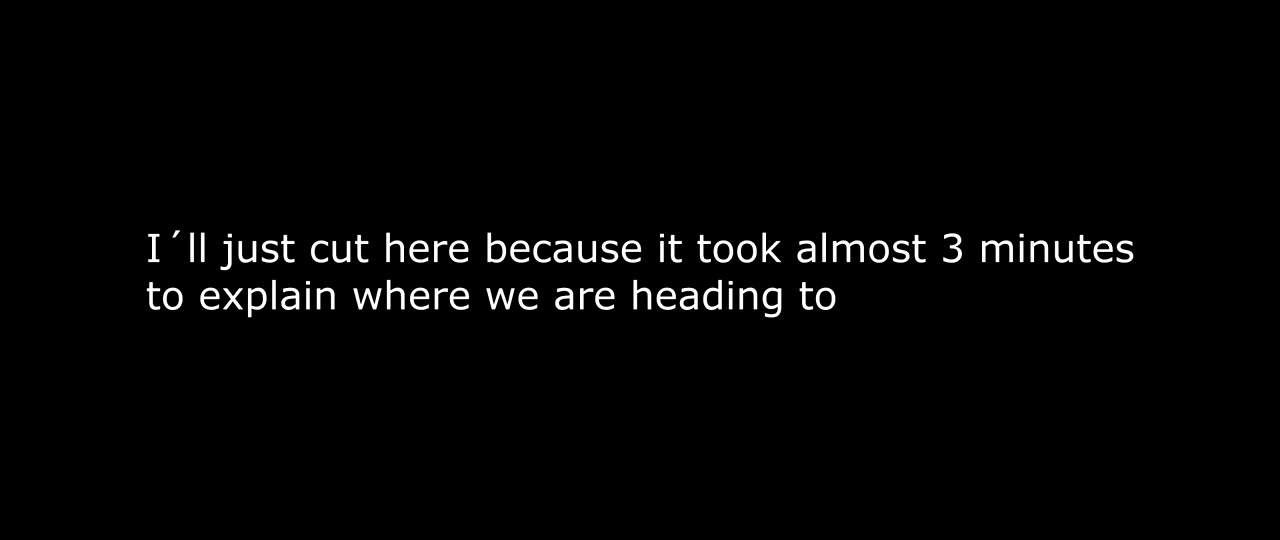 I´ll just cut here because it took almost 3 minutes
to explain where we are heading to